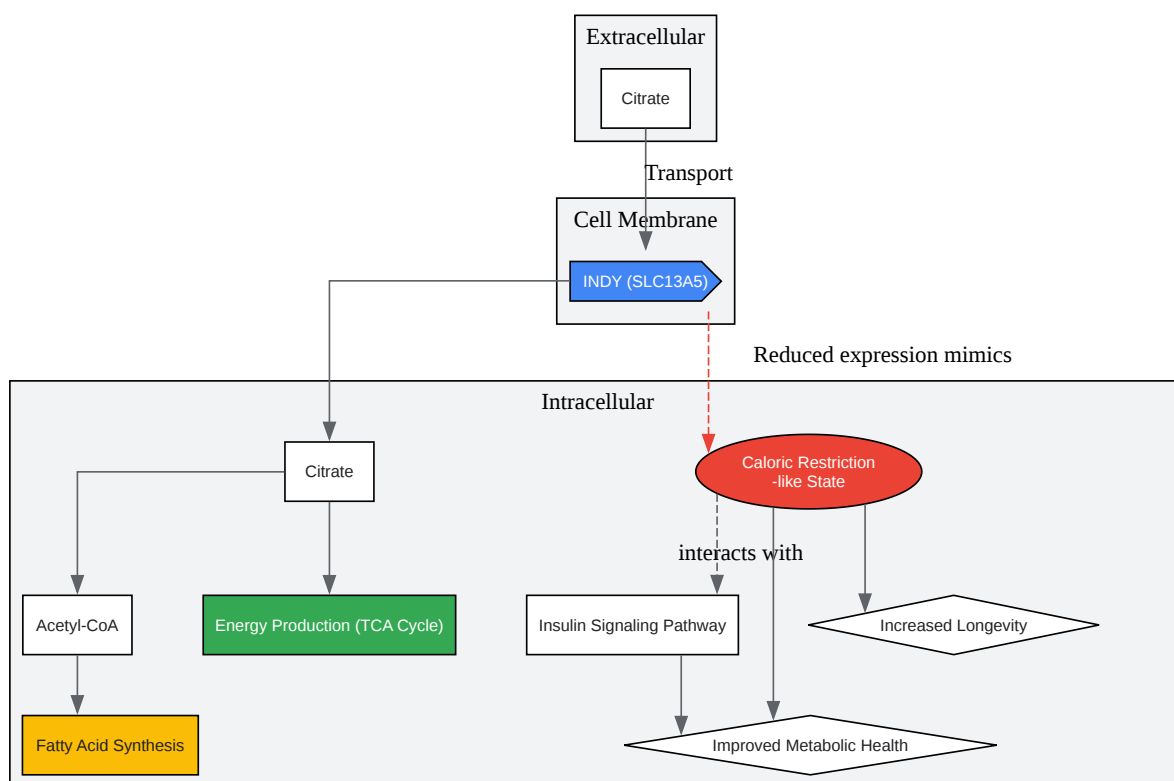 Extracellular
Citrate
Transport
Cell Membrane
INDY (SLC13A5)
Reduced expression mimics
Intracellular
Citrate
Caloric Restriction
-like State
interacts with
Acetyl-CoA
Energy Production (TCA Cycle)
Insulin Signaling Pathway
Increased Longevity
Fatty Acid Synthesis
Improved Metabolic Health